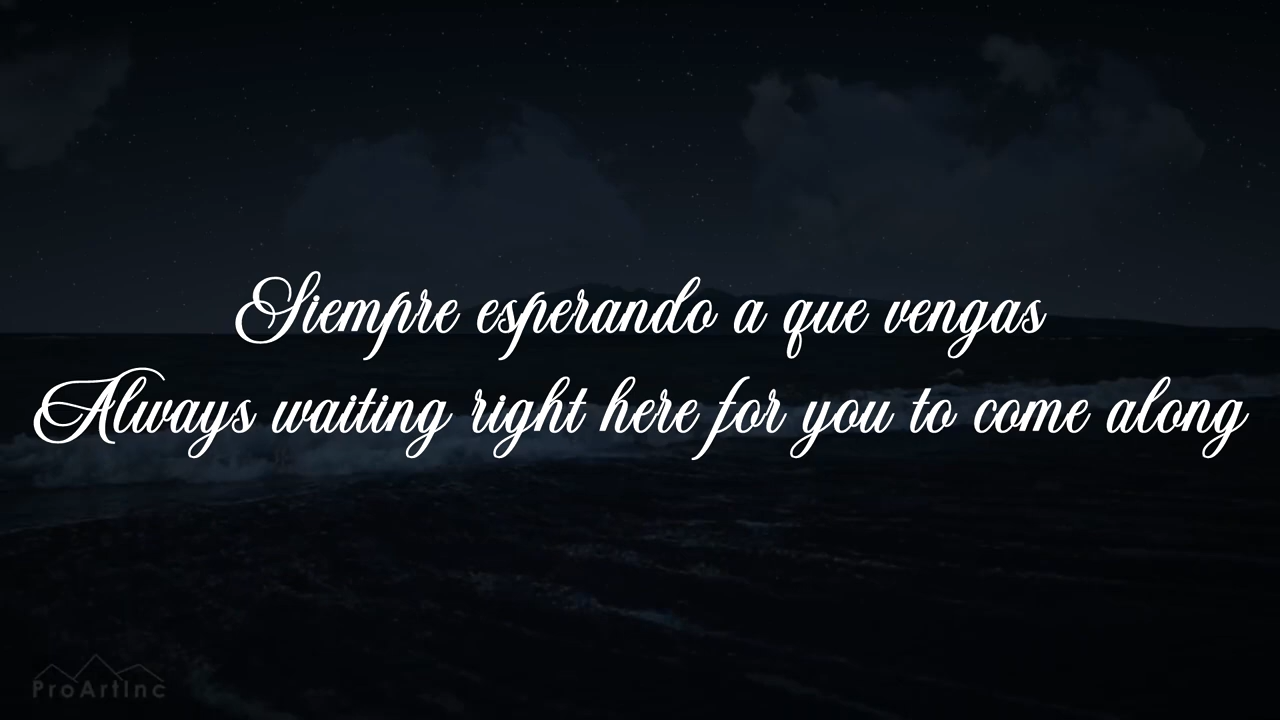 Siempre esperando a que vengas
Always waiting right here for you to come along
ProArtInc